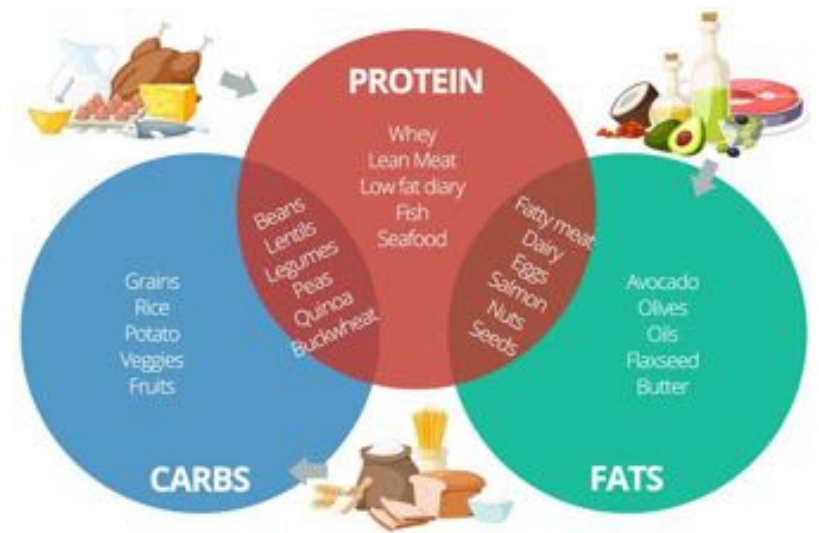 PROTEIN
Whey
Lean Meat
Low fat diary
Fish
Seafood
Beans
Lentils
Legumes
Peas
Quinoa
Buckwheat
Fatty meat
Dairy
Eggs
Salmon
Nuts
Seeds
Grains
Rice
Potato
Veggies
Fruits
CARBS
Avocado
Olives
Oils
Flaxseed
Butter
FATS